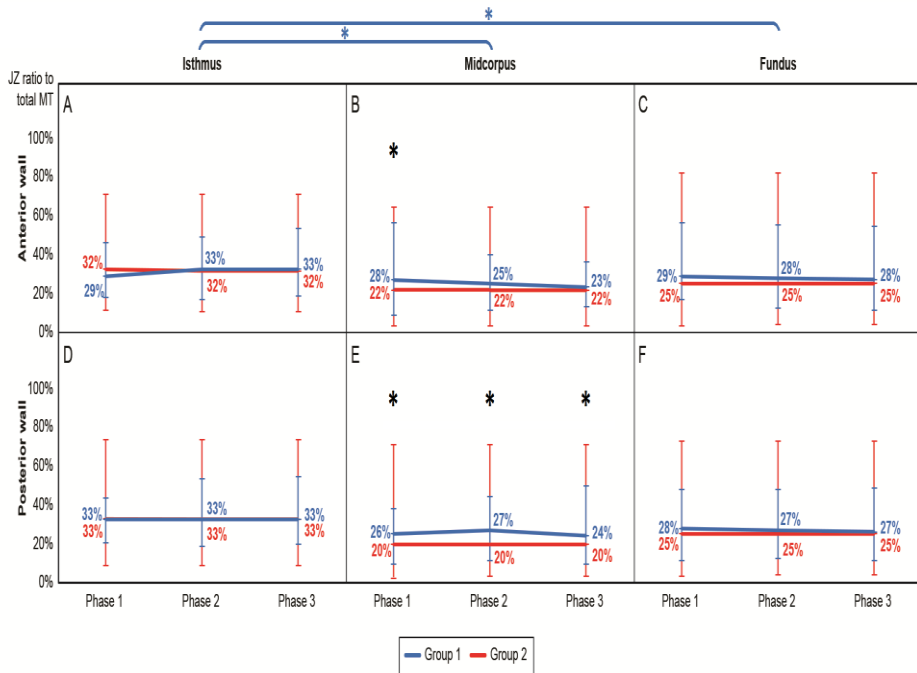 *
*
Isthmus Midcorpus Fundus
JZ ratio to
total MT
A B C
Anterior wall
100%
80%
60%
40%
20%
0%
*
32% 33% 33%
29% 32% 32%
28% 25% 23%
22% 22% 22%
29% 28% 28%
25% 25% 25%
D E F
Posterior wall
100%
80%
60%
40%
20%
0%
* * *
33% 33% 33%
33% 33% 33%
26% 27% 24%
20% 20% 20%
28% 27% 27%
25% 25% 25%
Phase 1 Phase 2 Phase 3 Phase 1 Phase 2 Phase 3 Phase 1 Phase 2 Phase 3
Group 1 Group 2